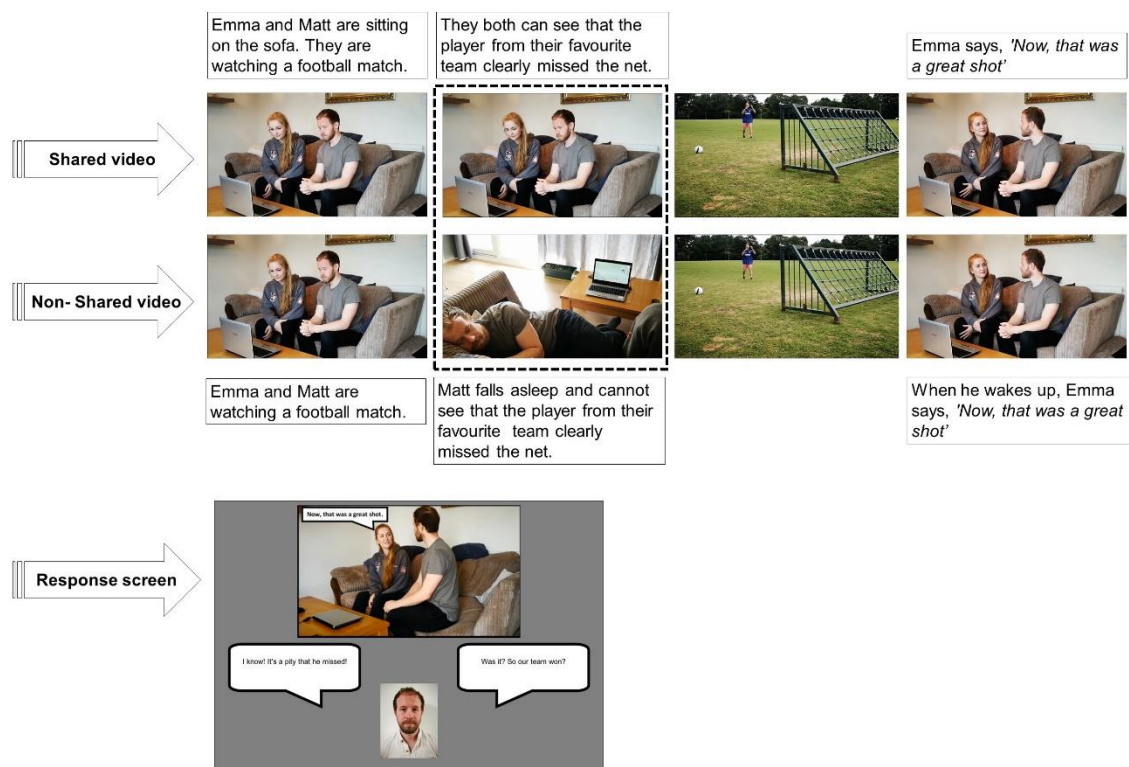 Emma and Matt are sitting
on the sofa. They are
watching a football match.
They both can see that the
player from their favourite
team clearly missed the net.
Emma says, 'Now, that was
a great shot'
Shared video
Non- Shared video
Emma and Matt are
watching a football match.
Matt falls asleep and cannot
see that the player from their
favourite team clearly
missed the net.
When he wakes up, Emma
says, 'Now, that was a great
shot'
Response screen
Now, that was a great shot.
I know! It's a pity that he missed!
Was it? So our team won?